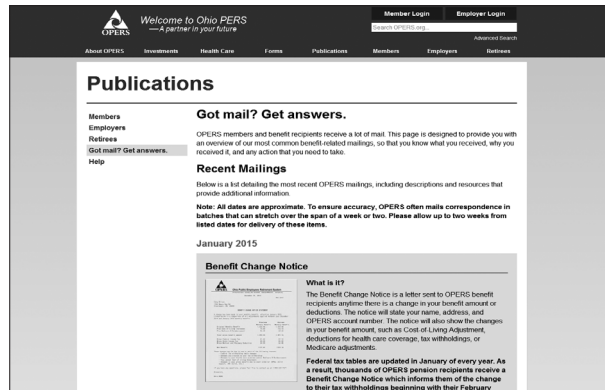 Member Login Employer Login
OPERS
Welcome to Ohio PERS
—A partner in your future
Search OPERS.org...
Advanced Search
About OPERS Investments Health Care Forms Publications Members Employers Retirees
Publications
Members
Employers
Retirees
Got mail? Get answers.
Help
Got mail? Get answers.
OPERS members and benefit recipients receive a lot of mail. This page is designed to provide you with
an overview of our most common benefit-related mailings, so that you know what you received, why you
received it, and any action that you need to take.
Recent Mailings
Below is a list detailing the most recent OPERS mailings, including descriptions and resources that
provide additional information.
Note: All dates are approximate. To ensure accuracy, OPERS often mails correspondence in
batches that can stretch over the span of a week or two. Please allow up to two weeks from
listed dates for delivery of these items.
January 2015
Benefit Change Notice
What is it?
The Benefit Change Notice is a letter sent to OPERS benefit
recipients anytime there is a change in your benefit amount or
deductions. The notice will state your name, address, and
OPERS account number. The notice will also show the changes
in your benefit amount, such as Cost-of-Living Adjustment,
deductions for health care coverage, tax withholdings, or
Medicare adjustments.
Federal tax tables are updated in January of every year. As
a result, thousands of OPERS pension recipients receive a
Benefit Change Notice which informs them of the change
to their tax withholdings beginning with their February